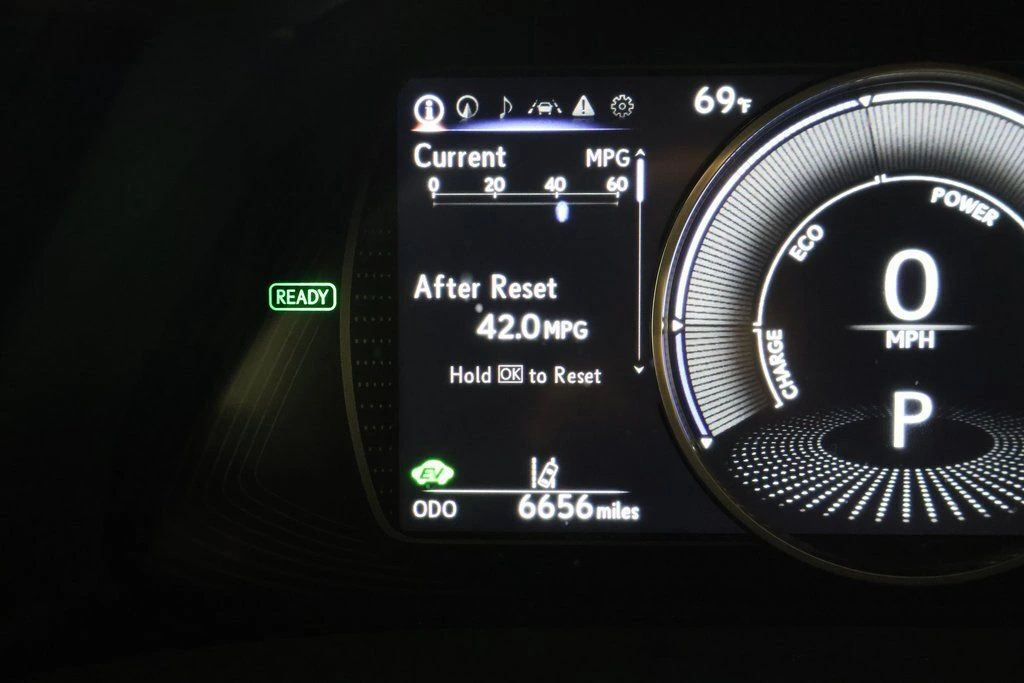 69°F
Current MPG
0 20 40 60
After Reset
42.0 MPG
Hold OK to Reset
READY
EV
ODO 6656 miles
CHARGE
ECO
POWER
0
MPH
P